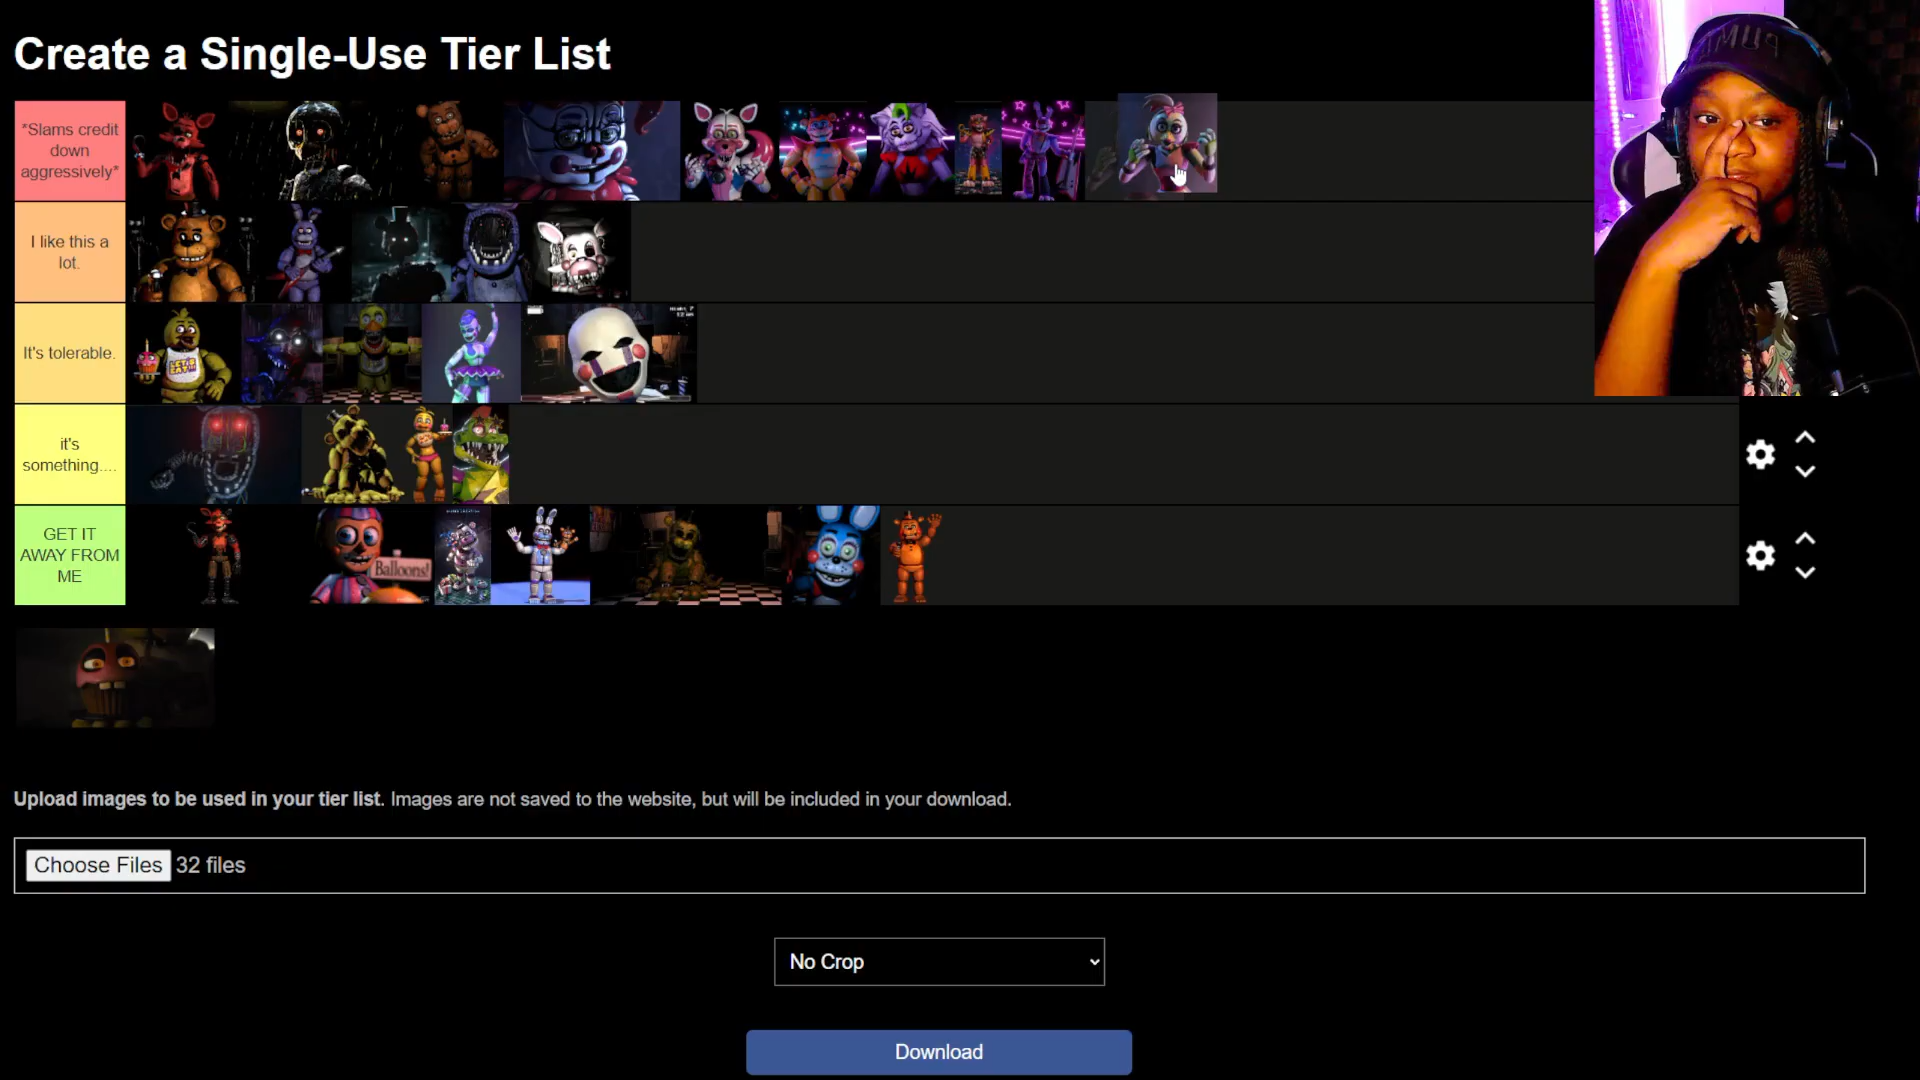 Create a Single-Use Tier List
*Slams credit
down
aggressively*
I like this a
lot.
It's tolerable.
LET'S
EAT!!!
it's
something....
GET IT
AWAY FROM
ME
Balloons!
Upload images to be used in your tier list. Images are not saved to the website, but will be included in your download.
Choose Files 32 files
No Crop
Download